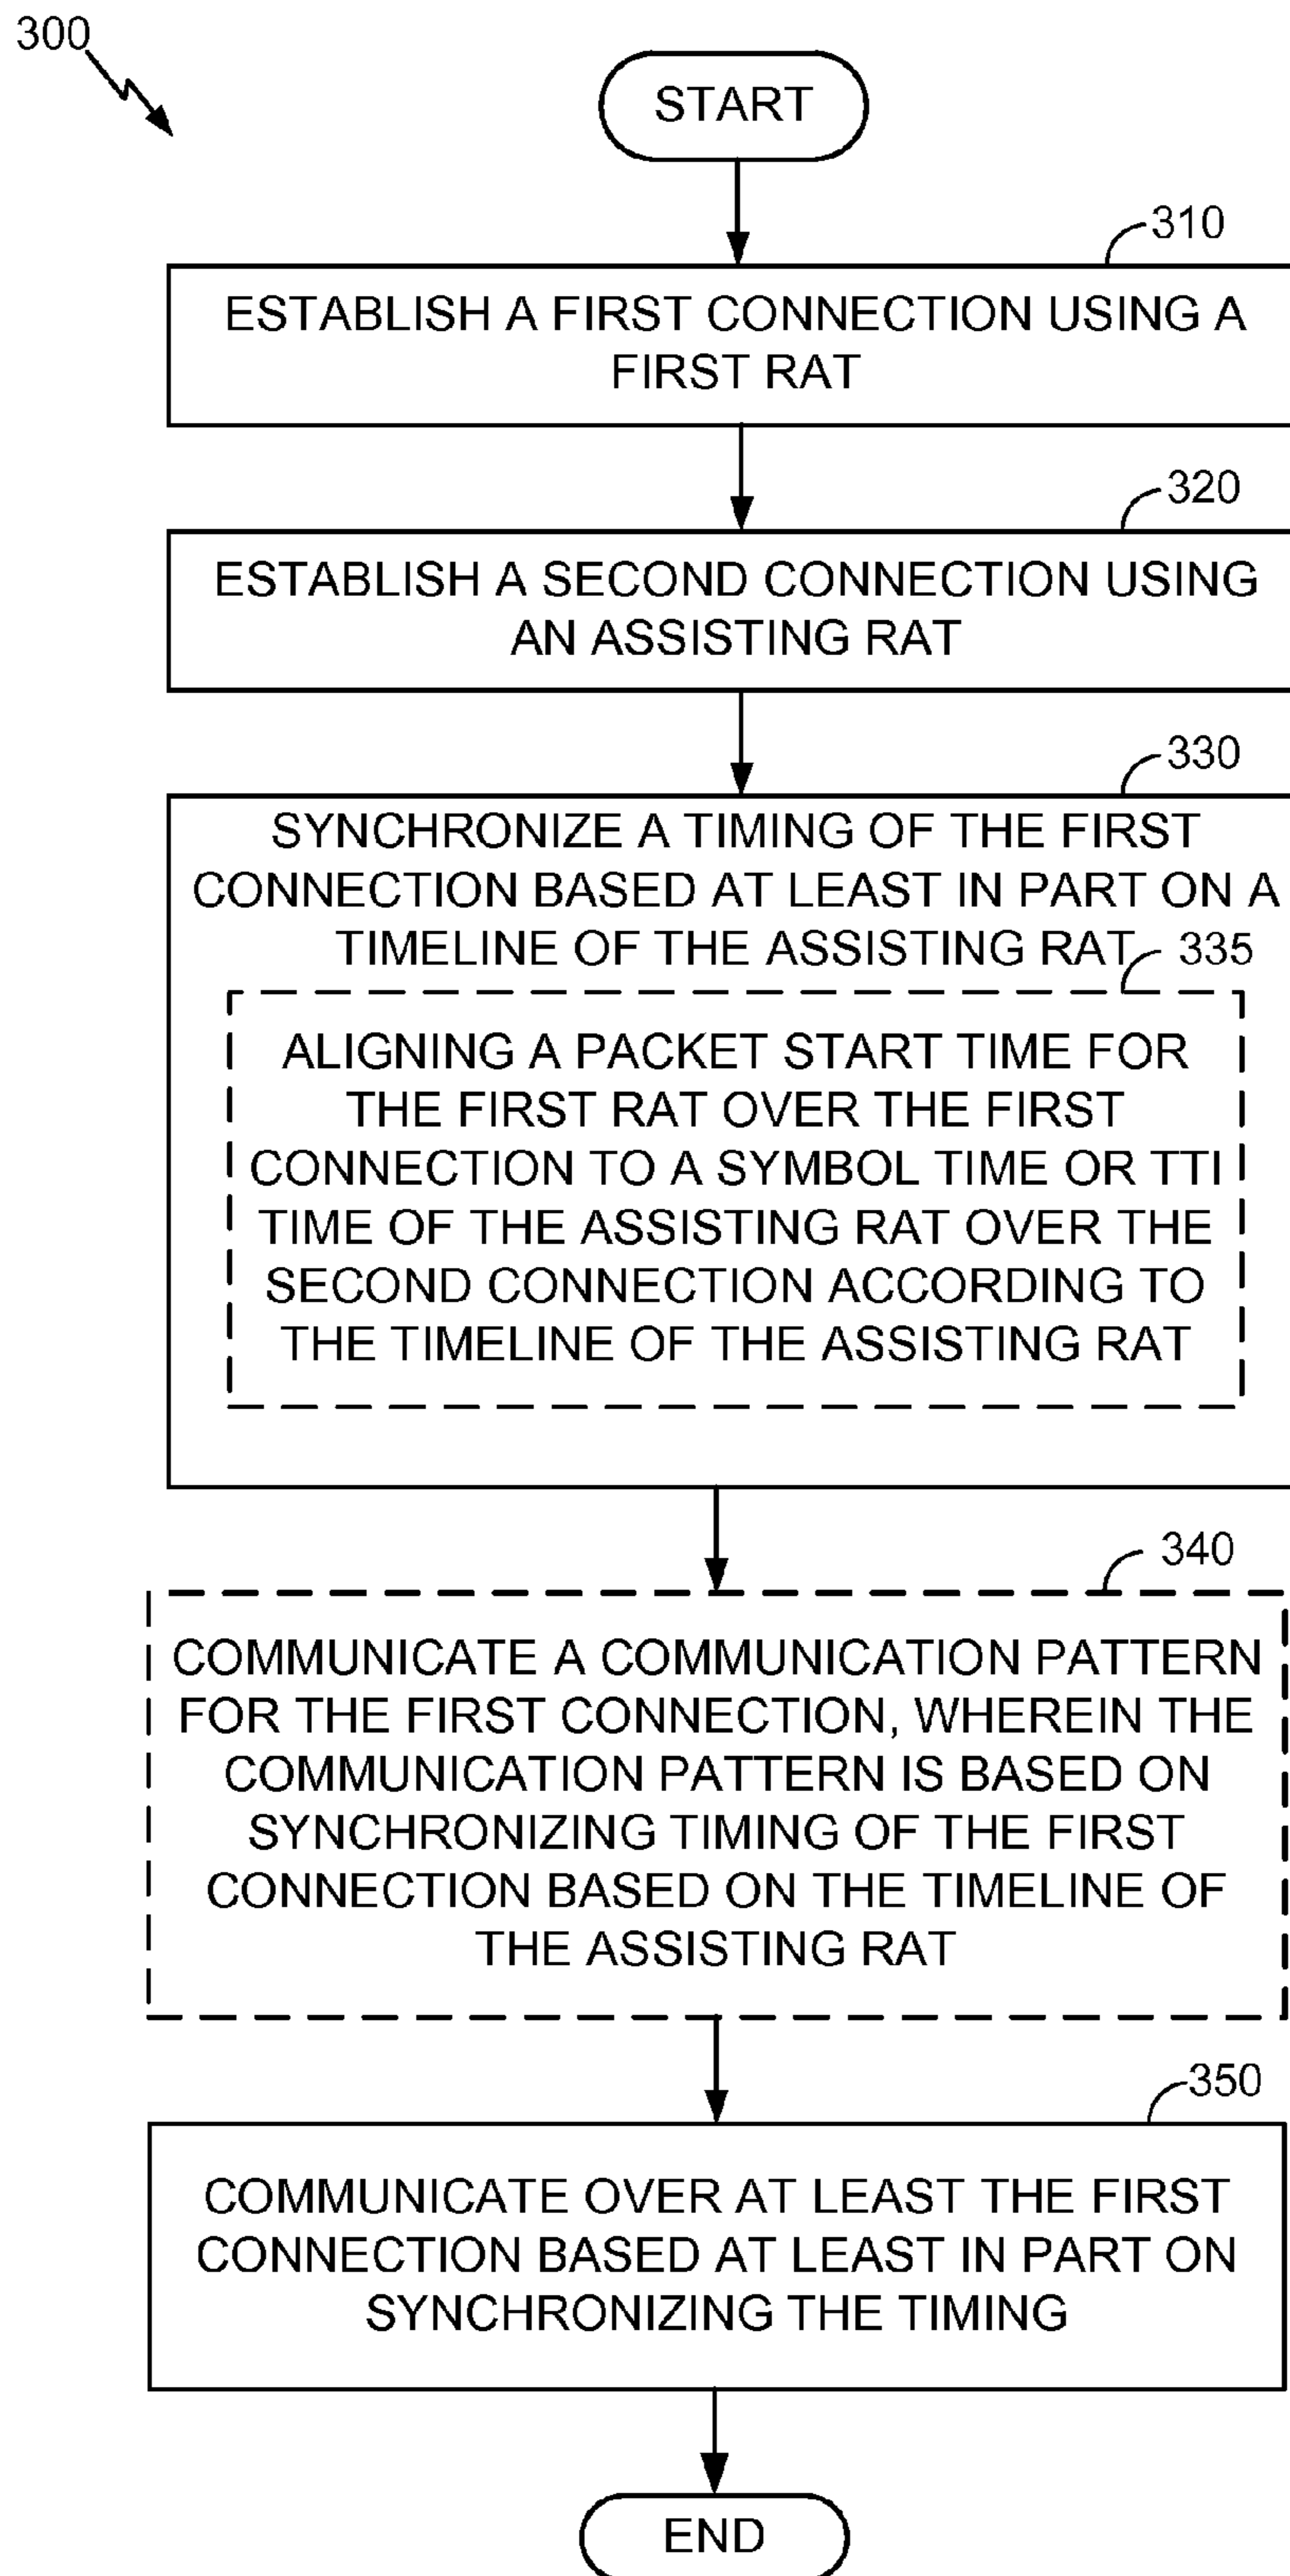 300
START
310
ESTABLISH A FIRST CONNECTION USING A
FIRST RAT
320
ESTABLISH A SECOND CONNECTION USING
AN ASSISTING RAT
330
SYNCHRONIZE A TIMING OF THE FIRST
CONNECTION BASED AT LEAST IN PART ON A
TIMELINE OF THE ASSISTING RAT
335
ALIGNING A PACKET START TIME FOR
THE FIRST RAT OVER THE FIRST
CONNECTION TO A SYMBOL TIME OR TTI
TIME OF THE ASSISTING RAT OVER THE
SECOND CONNECTION ACCORDING TO
THE TIMELINE OF THE ASSISTING RAT
340
COMMUNICATE A COMMUNICATION PATTERN
FOR THE FIRST CONNECTION, WHEREIN THE
COMMUNICATION PATTERN IS BASED ON
SYNCHRONIZING TIMING OF THE FIRST
CONNECTION BASED ON THE TIMELINE OF
THE ASSISTING RAT
350
COMMUNICATE OVER AT LEAST THE FIRST
CONNECTION BASED AT LEAST IN PART ON
SYNCHRONIZING THE TIMING
END